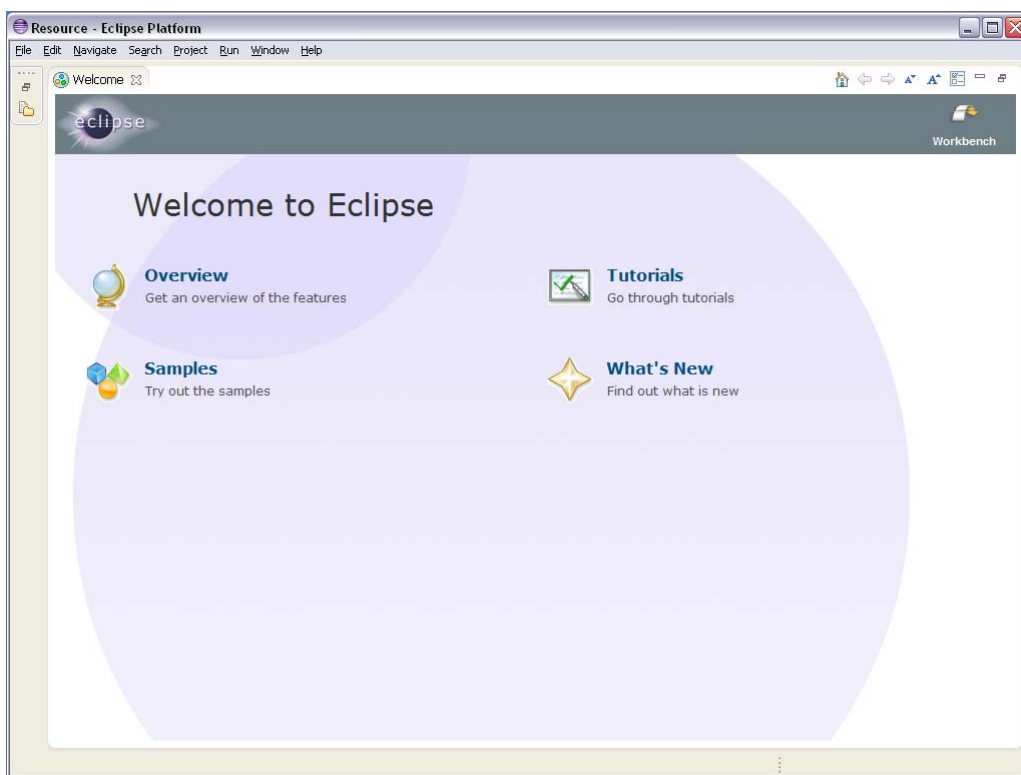 Resource - Eclipse Platform
File Edit Navigate Search Project Run Window Help
Welcome
eclipse
Workbench
Welcome to Eclipse
Overview
Get an overview of the features
Tutorials
Go through tutorials
Samples
Try out the samples
What's New
Find out what is new